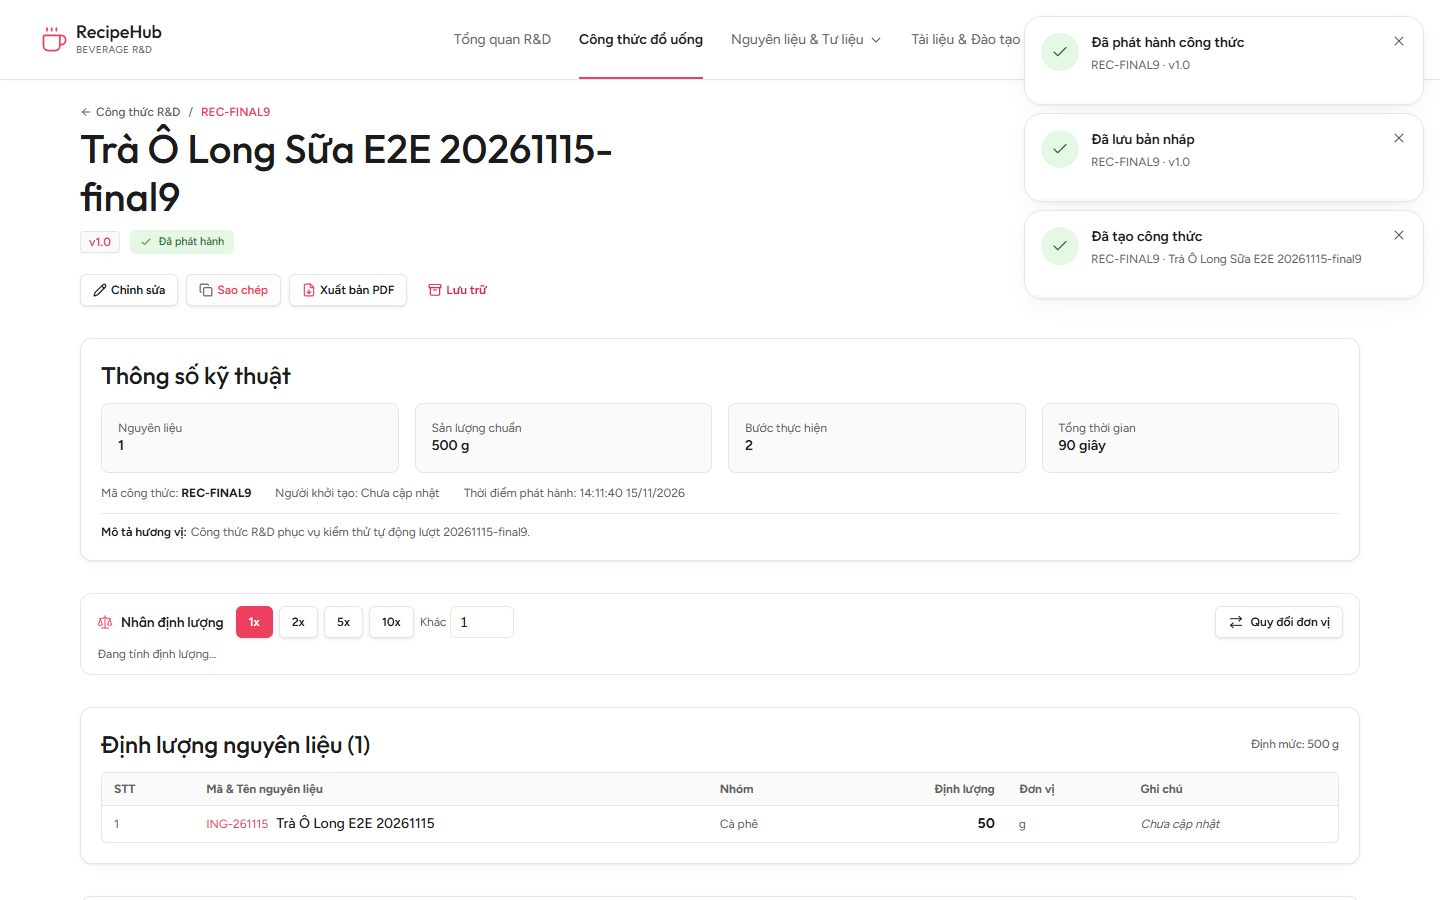 RecipeHub
BEVERAGE R&D
Tổng quan R&D
Công thức đồ uống
Nguyên liệu & Tư liệu
Tài liệu & Đào tạo
Đã phát hành công thức
REC-FINAL9 · v1.0
Đã lưu bản nháp
REC-FINAL9 · v1.0
Đã tạo công thức
REC-FINAL9 · Trà Ô Long Sữa E2E 20261115-final9
← Công thức R&D / REC-FINAL9
Trà Ô Long Sữa E2E 20261115-
final9
v1.0
Đã phát hành
Chỉnh sửa
Sao chép
Xuất bản PDF
Lưu trữ
Thông số kỹ thuật
Nguyên liệu
1
Sản lượng chuẩn
500 g
Bước thực hiện
2
Tổng thời gian
90 giây
Mã công thức: REC-FINAL9
Người khởi tạo: Chưa cập nhật
Thời điểm phát hành: 14:11:40 15/11/2026
Mô tả hương vị: Công thức R&D phục vụ kiểm thử tự động lượt 20261115-final9.
Nhân định lượng
1x
2x
5x
10x
Khác
1
Quy đổi đơn vị
Đang tính định lượng...
Định lượng nguyên liệu (1)
Định mức: 500 g
STT
Mã & Tên nguyên liệu
Nhóm
Định lượng
Đơn vị
Ghi chú
1
ING-261115 Trà Ô Long E2E 20261115
Cà phê
50
g
Chưa cập nhật